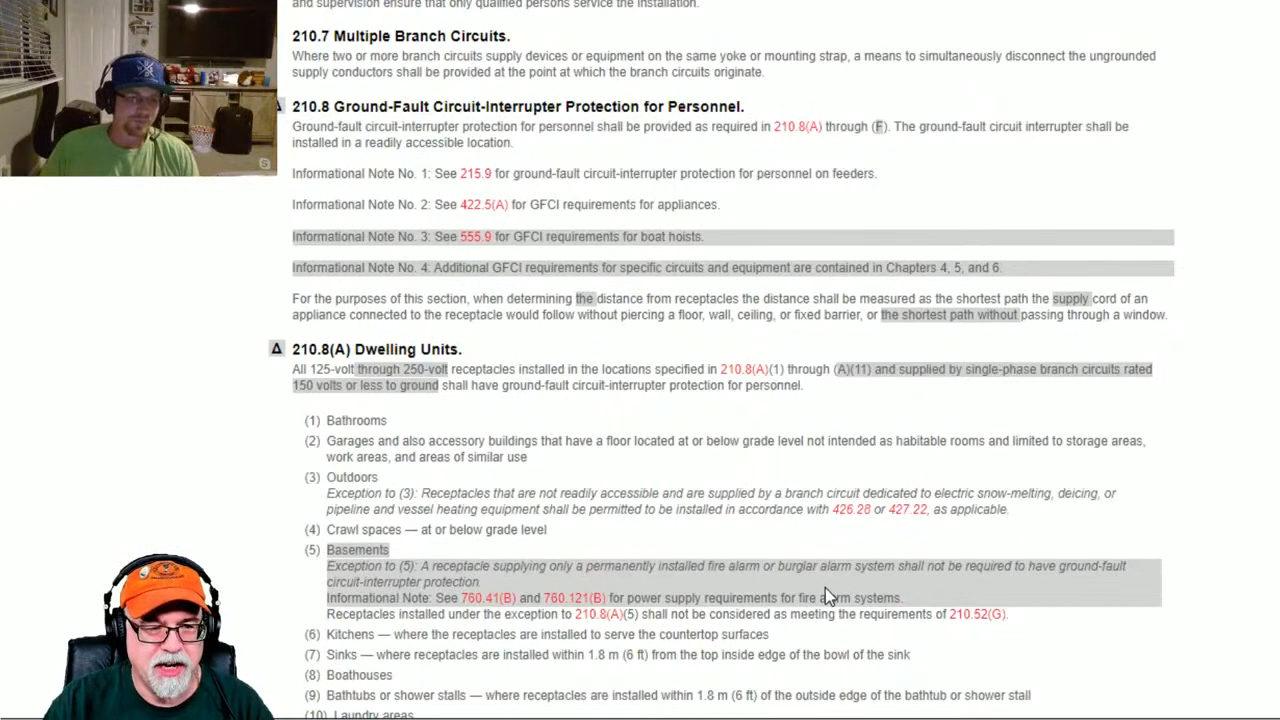 and supervision ensure that only qualified persons service the installation.
210.7 Multiple Branch Circuits.
Where two or more branch circuits supply devices or equipment on the same yoke or mounting strap, a means to simultaneously disconnect the ungrounded
supply conductors shall be provided at the point at which the branch circuits originate.
210.8 Ground-Fault Circuit-Interrupter Protection for Personnel.
Ground-fault circuit-interrupter protection for personnel shall be provided as required in 210.8(A) through (F). The ground-fault circuit interrupter shall be
installed in a readily accessible location.
Informational Note No. 1: See 215.9 for ground-fault circuit-interrupter protection for personnel on feeders.
Informational Note No. 2: See 422.5(A) for GFCI requirements for appliances.
Informational Note No. 3: See 555.9 for GFCI requirements for boat hoists.
Informational Note No. 4: Additional GFCI requirements for specific circuits and equipment are contained in Chapters 4, 5, and 6.
For the purposes of this section, when determining the distance from receptacles the distance shall be measured as the shortest path the supply cord of an
appliance connected to the receptacle would follow without piercing a floor, wall, ceiling, or fixed barrier, or the shortest path without passing through a window.
Δ 210.8(A) Dwelling Units.
All 125-volt through 250-volt receptacles installed in the locations specified in 210.8(A)(1) through (A)(11) and supplied by single-phase branch circuits rated
150 volts or less to ground shall have ground-fault circuit-interrupter protection for personnel.
(1) Bathrooms
(2) Garages and also accessory buildings that have a floor located at or below grade level not intended as habitable rooms and limited to storage areas,
work areas, and areas of similar use
(3) Outdoors
Exception to (3): Receptacles that are not readily accessible and are supplied by a branch circuit dedicated to electric snow-melting, deicing, or
pipeline and vessel heating equipment shall be permitted to be installed in accordance with 426.28 or 427.22, as applicable.
(4) Crawl spaces — at or below grade level
(5) Basements
Exception to (5): A receptacle supplying only a permanently installed fire alarm or burglar alarm system shall not be required to have ground-fault
circuit-interrupter protection.
Informational Note: See 760.41(B) and 760.121(B) for power supply requirements for fire alarm systems.
Receptacles installed under the exception to 210.8(A)(5) shall not be considered as meeting the requirements of 210.52(G).
(6) Kitchens — where the receptacles are installed to serve the countertop surfaces
(7) Sinks — where receptacles are installed within 1.8 m (6 ft) from the top inside edge of the bowl of the sink
(8) Boathouses
(9) Bathtubs or shower stalls — where receptacles are installed within 1.8 m (6 ft) of the outside edge of the bathtub or shower stall
(10) Laundry areas